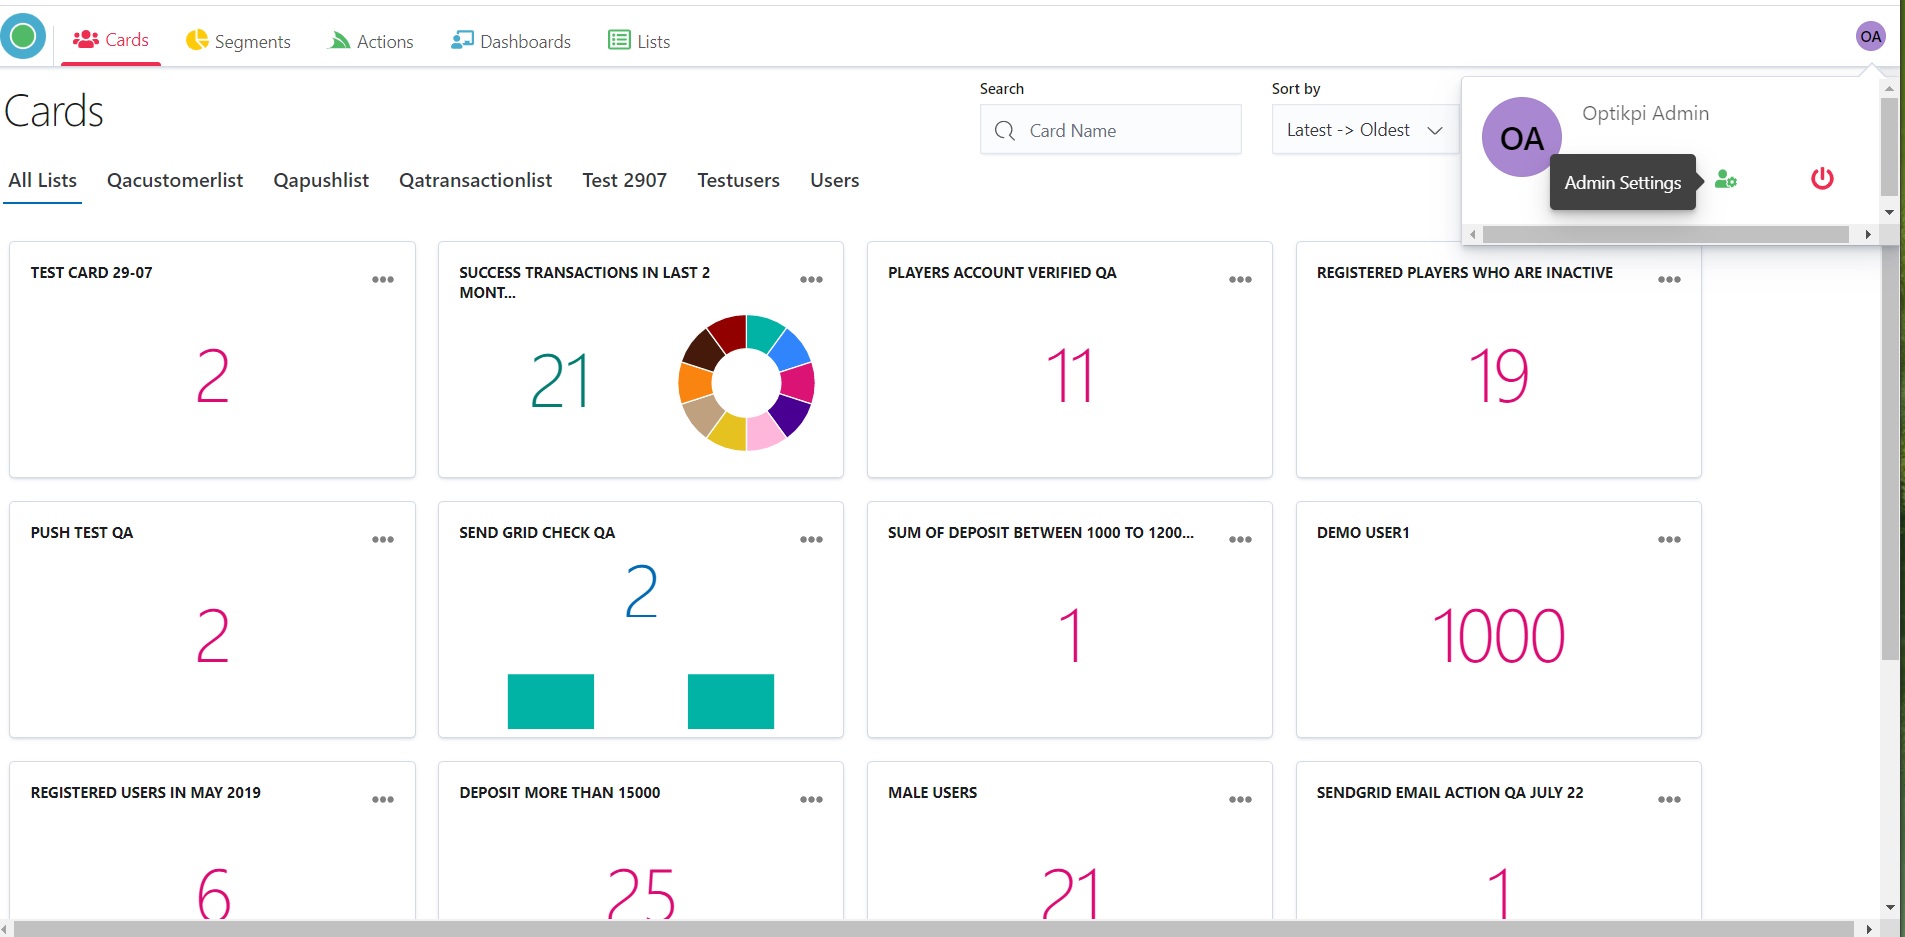 Cards
Segments
Actions
Dashboards
Lists
OA
Cards
Search
Card Name
Sort by
Latest -> Oldest
OA
Optikpi Admin
Admin Settings
All Lists
Qacustomerlist
Qapushlist
Qatransactionlist
Test 2907
Testusers
Users
TEST CARD 29-07
2
SUCCESS TRANSACTIONS IN LAST 2
MONT...
21
PLAYERS ACCOUNT VERIFIED QA
11
REGISTERED PLAYERS WHO ARE INACTIVE
19
PUSH TEST QA
2
SEND GRID CHECK QA
2
SUM OF DEPOSIT BETWEEN 1000 TO 1200...
1
DEMO USER1
1000
REGISTERED USERS IN MAY 2019
6
DEPOSIT MORE THAN 15000
25
MALE USERS
21
SENDGRID EMAIL ACTION QA JULY 22
1